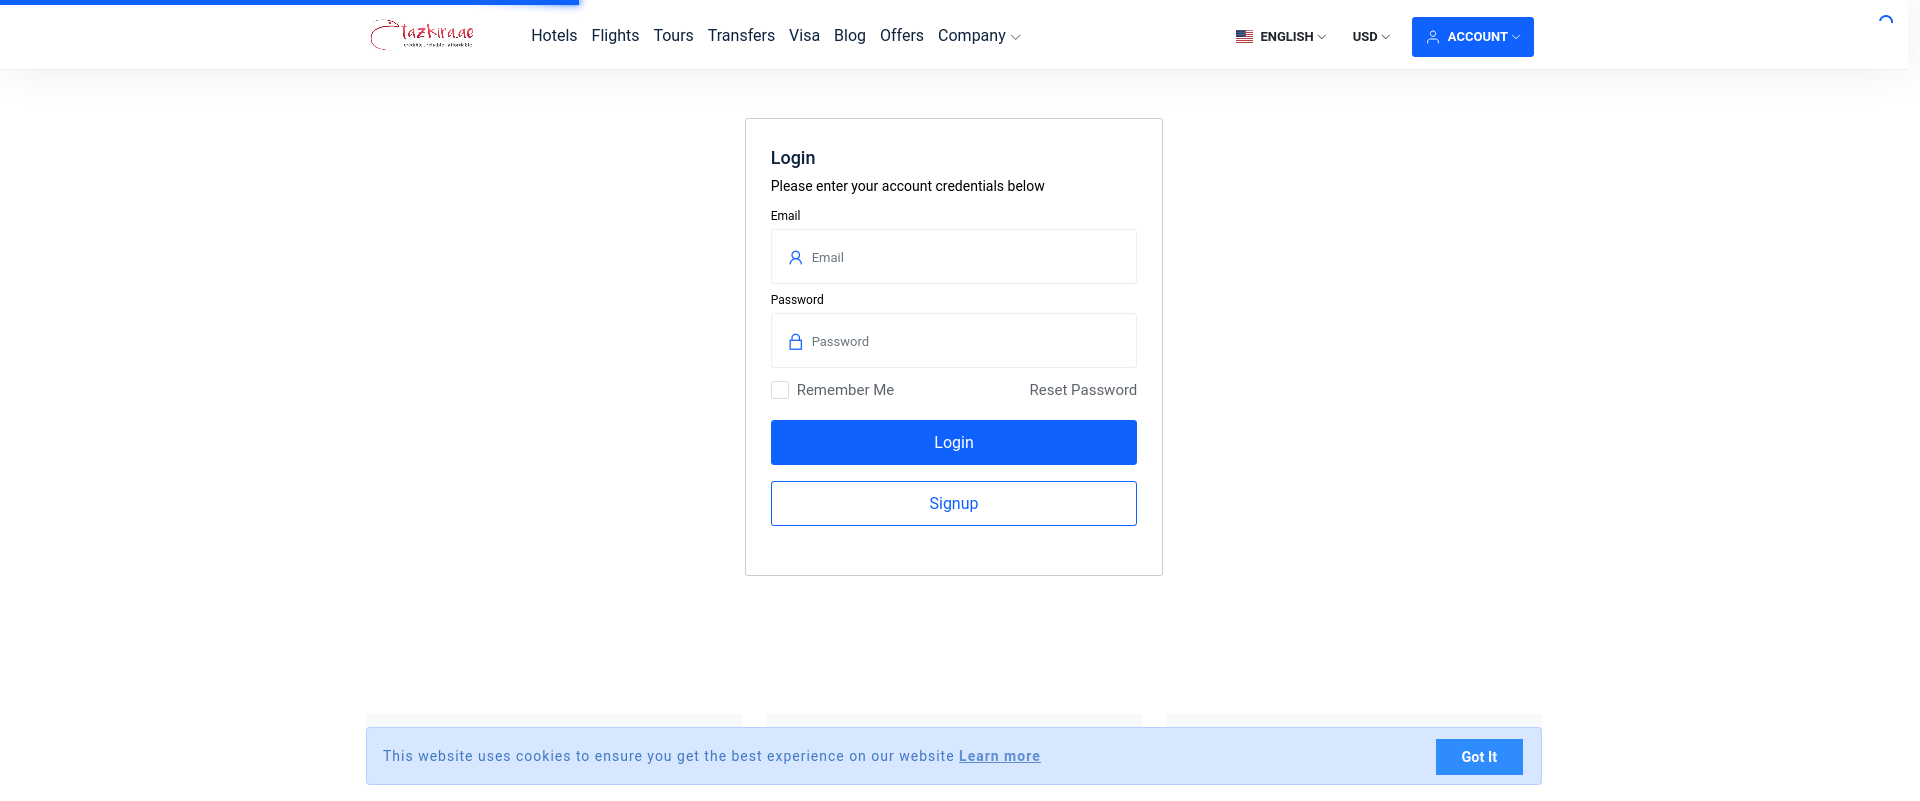 tazkira.ae
Hotels Flights Tours Transfers Visa Blog Offers Company
ENGLISH USD ACCOUNT
Login
Please enter your account credentials below
Email
Email
Password
Password
Remember Me Reset Password
Login
Signup
This website uses cookies to ensure you get the best experience on our website Learn more
Got It